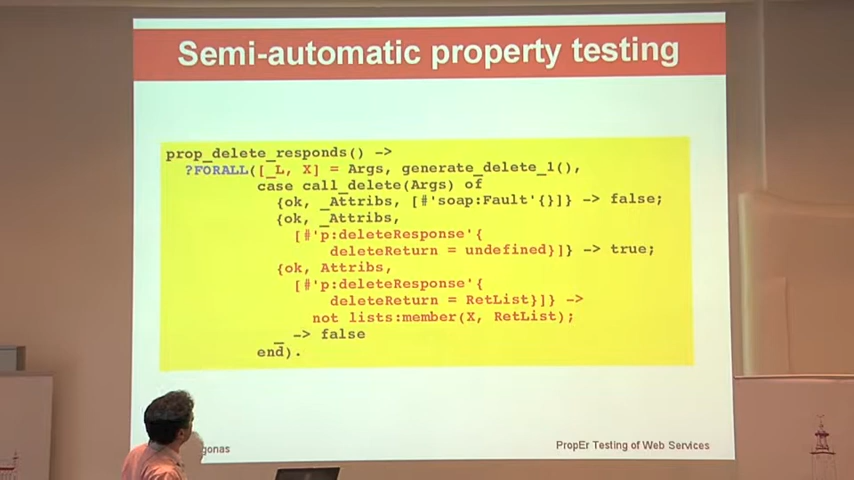 Semi-automatic property testing
prop_delete_responds() ->
?FORALL([_L, X] = Args, generate_delete_1(),
case call_delete(Args) of
{ok, _Attribs, [#'soap:Fault'{}]} -> false;
{ok, _Attribs,
[#'p:deleteResponse'{
deleteReturn = undefined}]} -> true;
{ok, Attribs,
[#'p:deleteResponse'{
deleteReturn = RetList}]} ->
not lists:member(X, RetList);
_ -> false
end).
PropEr Testing of Web Services